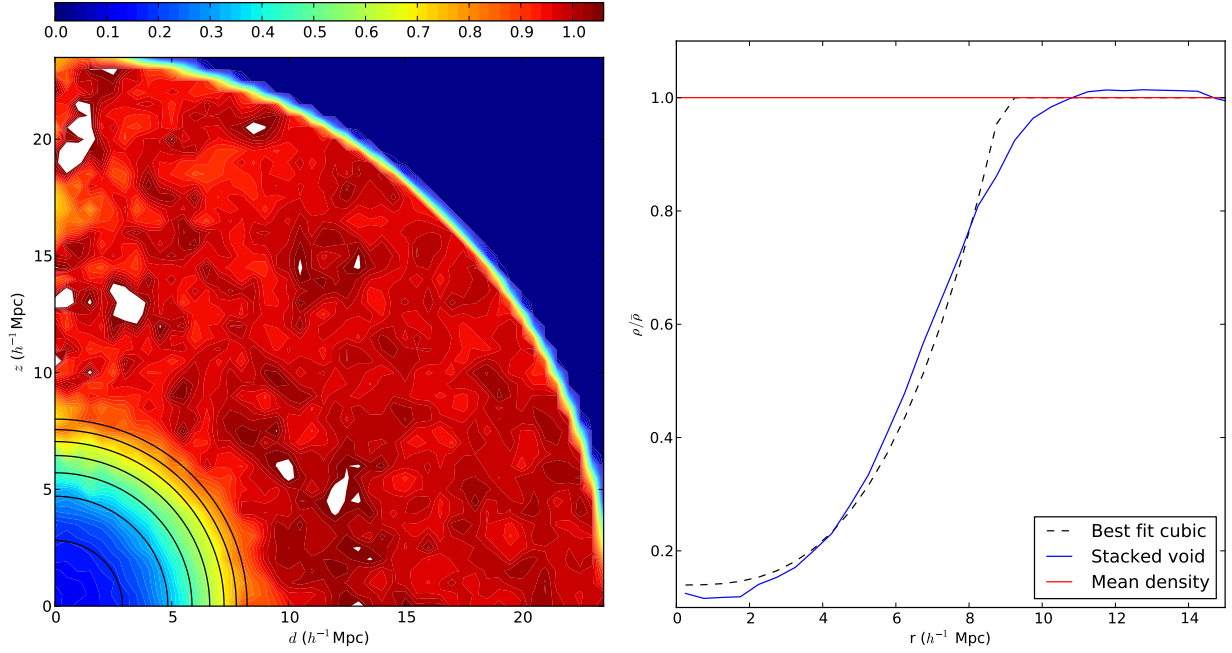 0.0 0.1 0.2 0.3 0.4 0.5 0.6 0.7 0.8 0.9 1.0
20
15
10
5
0
z (h⁻¹ Mpc)
0 5 10 15 20
d (h⁻¹ Mpc)
1.0
0.8
0.6
0.4
0.2
ρ/ρ̄
0 2 4 6 8 10 12 14
r (h⁻¹ Mpc)
Best fit cubic
Stacked void
Mean density